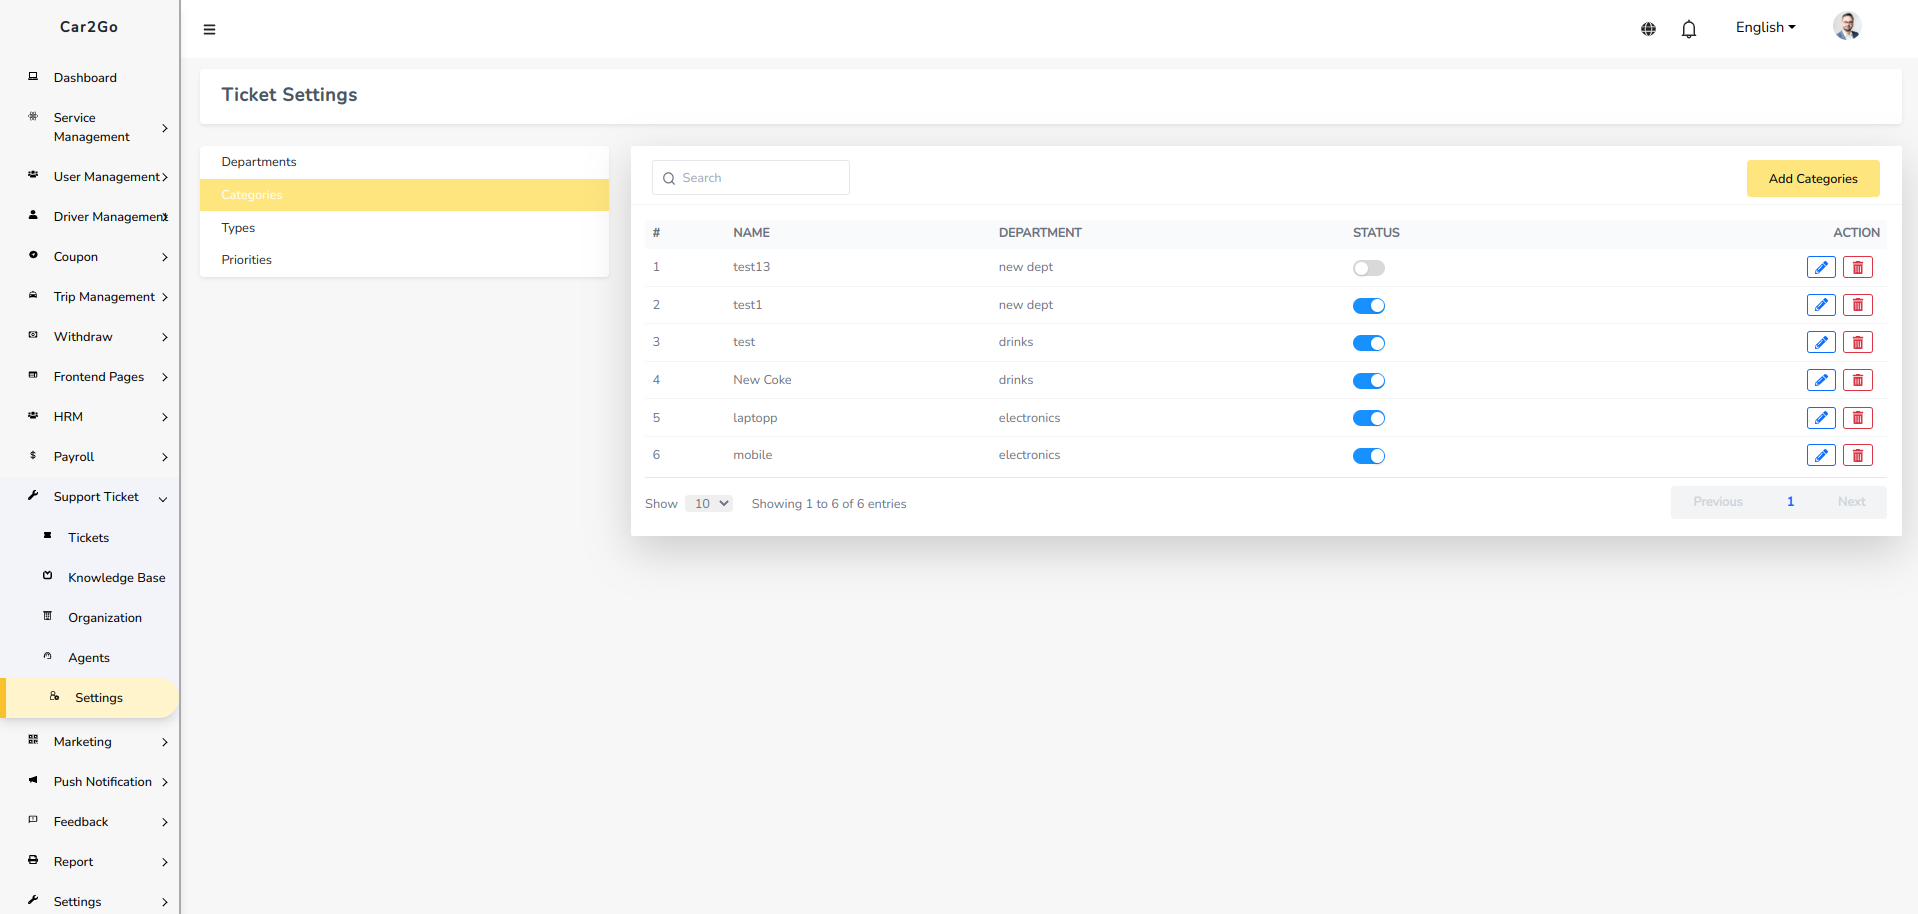 Car2Go
English
Dashboard
Service
Management
User Management
Driver Management
Coupon
Trip Management
Withdraw
Frontend Pages
HRM
Payroll
Support Ticket
Tickets
Knowledge Base
Organization
Agents
Settings
Marketing
Push Notification
Feedback
Report
Settings
Ticket Settings
Departments
Categories
Types
Priorities
Search
Add Categories
# NAME DEPARTMENT STATUS ACTION
1 test13 new dept
2 test1 new dept
3 test drinks
4 New Coke drinks
5 laptopp electronics
6 mobile electronics
Show 10 Showing 1 to 6 of 6 entries
Previous 1 Next